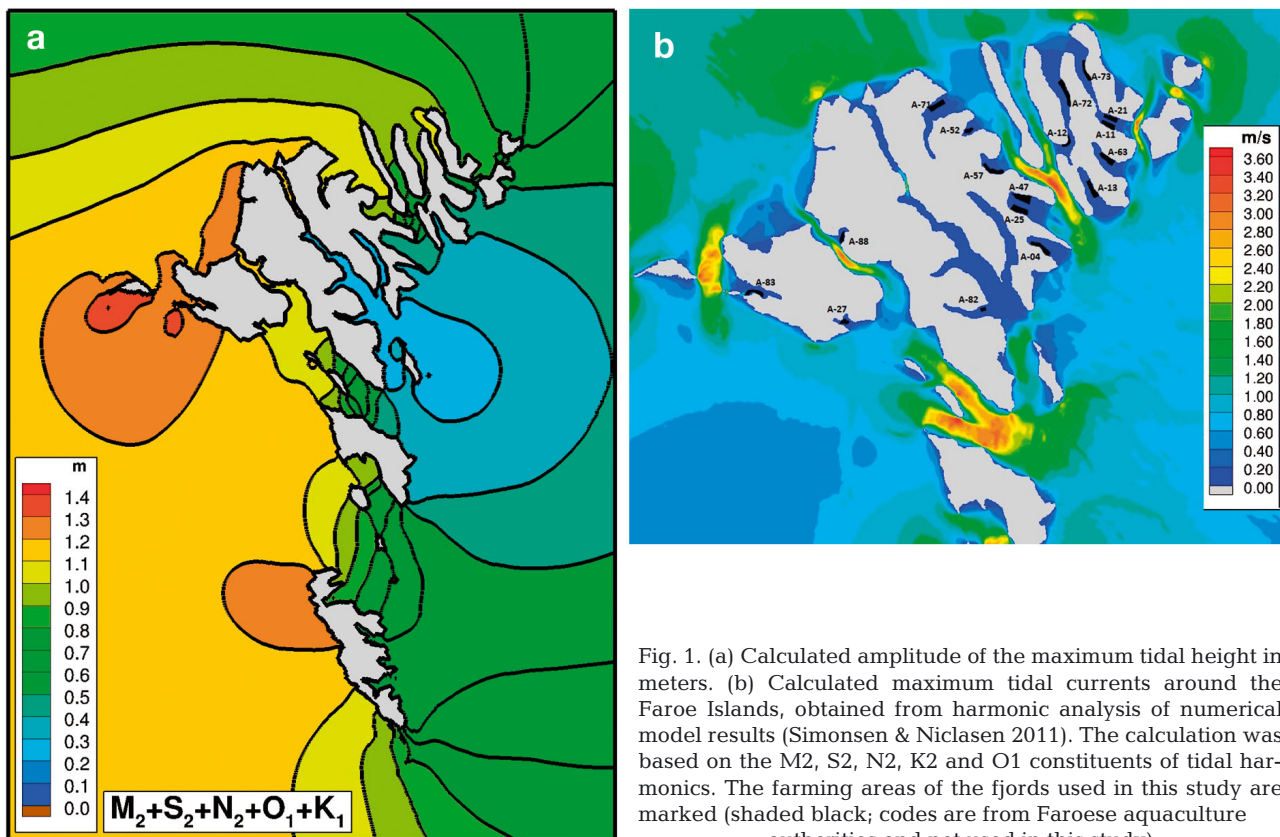 a
m
1.4
1.3
1.2
1.1
1.0
0.9
0.8
0.7
0.6
0.5
0.4
0.3
0.2
0.1
0.0
M₂+S₂+N₂+O₁+K₁
b
A-73
A-71
A-72
A-21
A-52
A-12
A-11
A-63
A-57
A-47
A-13
A-25
A-88
A-04
A-83
A-82
A-27
m/s
3.60
3.40
3.20
3.00
2.80
2.60
2.40
2.20
2.00
1.80
1.60
1.40
1.20
1.00
0.80
0.60
0.40
0.20
0.00
Fig. 1. (a) Calculated amplitude of the maximum tidal height in
meters. (b) Calculated maximum tidal currents around the
Faroe Islands, obtained from harmonic analysis of numerical
model results (Simonsen & Niclasen 2011). The calculation was
based on the M2, S2, N2, K2 and O1 constituents of tidal har-
monics. The farming areas of the fjords used in this study are
marked (shaded black; codes are from Faroese aquaculture
authorities and not used in this study)